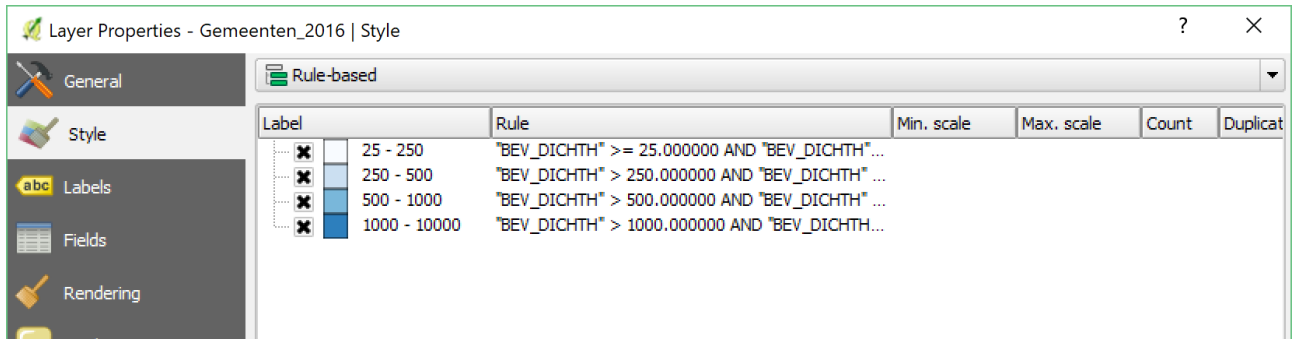 Layer Properties - Gemeenten_2016 | Style
?
General
Rule-based
Style
Label Rule Min. scale Max. scale Count Duplicat
25 - 250 "BEV_DICHTH" >= 25.000000 AND "BEV_DICHTH"...
250 - 500 "BEV_DICHTH" > 250.000000 AND "BEV_DICHTH" ...
500 - 1000 "BEV_DICHTH" > 500.000000 AND "BEV_DICHTH" ...
1000 - 10000 "BEV_DICHTH" > 1000.000000 AND "BEV_DICHTH...
abc Labels
Fields
Rendering